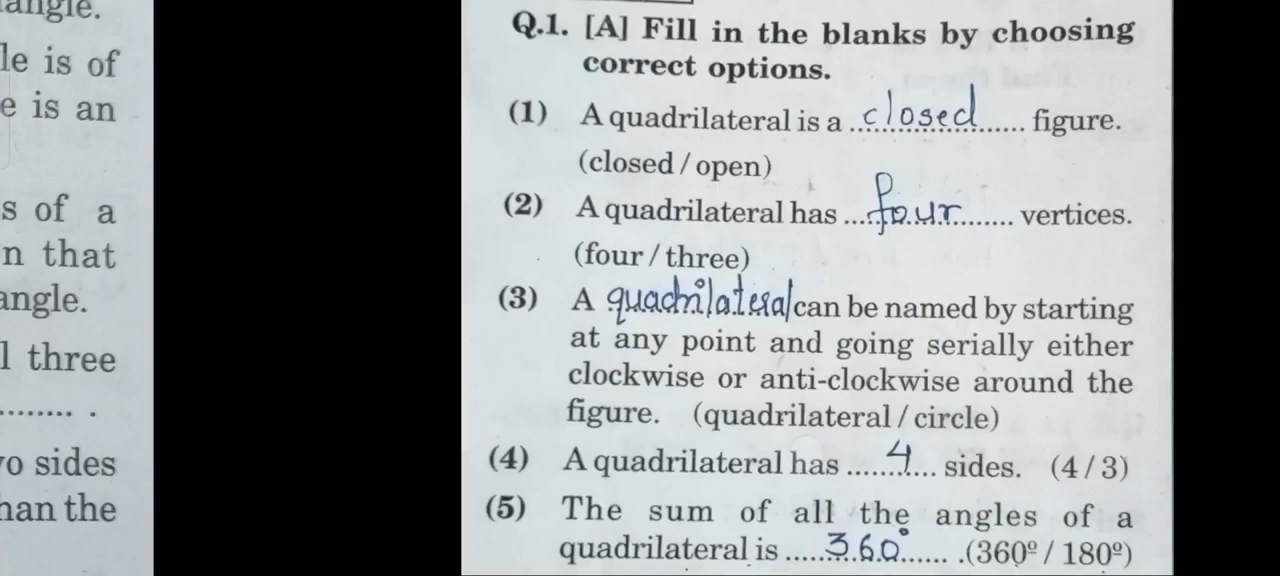 angle.
le is of
e is an
s of a
n that
angle.
l three
........ .
o sides
han the
Q.1. [A] Fill in the blanks by choosing
correct options.
(1) A quadrilateral is a ..closed.. figure.
(closed / open)
(2) A quadrilateral has ...four... vertices.
(four / three)
(3) A quadrilateral can be named by starting
at any point and going serially either
clockwise or anti-clockwise around the
figure. (quadrilateral / circle)
(4) A quadrilateral has ...4... sides. (4 / 3)
(5) The sum of all the angles of a
quadrilateral is ...360°... .(360º / 180º)